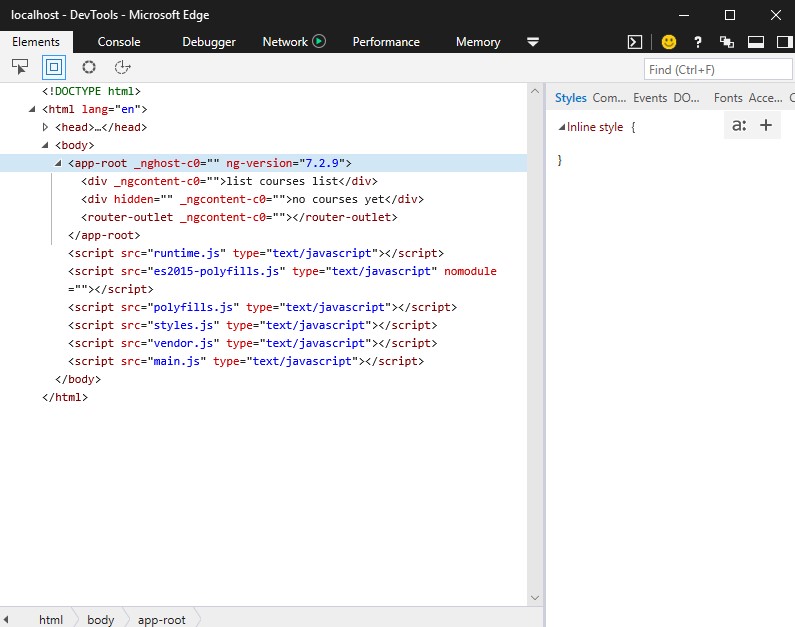 localhost - DevTools - Microsoft Edge
Elements Console Debugger Network Performance Memory ?
Find (Ctrl+F)
<!DOCTYPE html>
<html lang="en">
<head>…</head>
<body>
<app-root _nghost-c0="" ng-version="7.2.9">
<div _ngcontent-c0="">list courses list</div>
<div hidden="" _ngcontent-c0="">no courses yet</div>
<router-outlet _ngcontent-c0=""></router-outlet>
</app-root>
<script src="runtime.js" type="text/javascript"></script>
<script src="es2015-polyfills.js" type="text/javascript" nomodule
=""></script>
<script src="polyfills.js" type="text/javascript"></script>
<script src="styles.js" type="text/javascript"></script>
<script src="vendor.js" type="text/javascript"></script>
<script src="main.js" type="text/javascript"></script>
</body>
</html>
html body app-root
Styles Com... Events DO... Fonts Acce... C
Inline style {
a: +
}